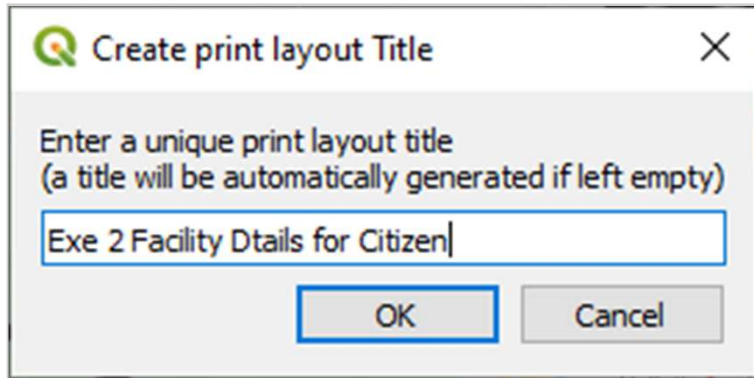 Create print layout Title
Enter a unique print layout title
(a title will be automatically generated if left empty)
Exe 2 Facility Dtails for Citizen
OK Cancel